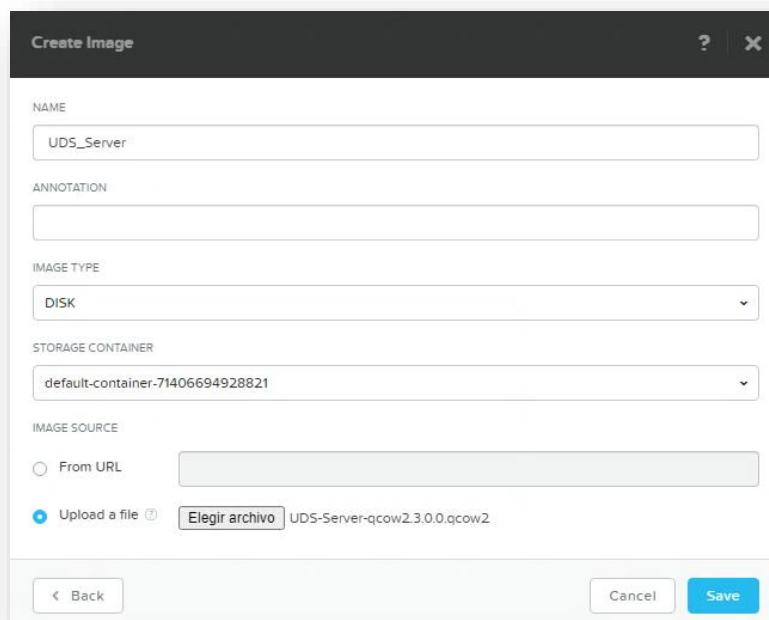 Create Image ? ×
NAME
UDS_Server
ANNOTATION
IMAGE TYPE
DISK
STORAGE CONTAINER
default-container-71406694928821
IMAGE SOURCE
From URL
Upload a file ? Elegir archivo UDS-Server-qcow2.3.0.0.qcow2
< Back Cancel Save